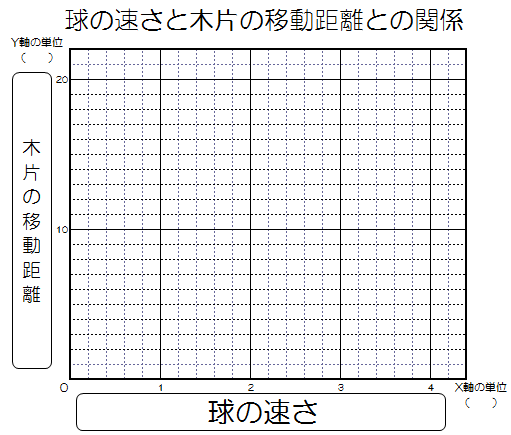 球の速さと木片の移動距離との関係
Y軸の単位
(　　)
20
木片の移動距離
10
O
1
2
3
4
X軸の単位
(　　)
球の速さ